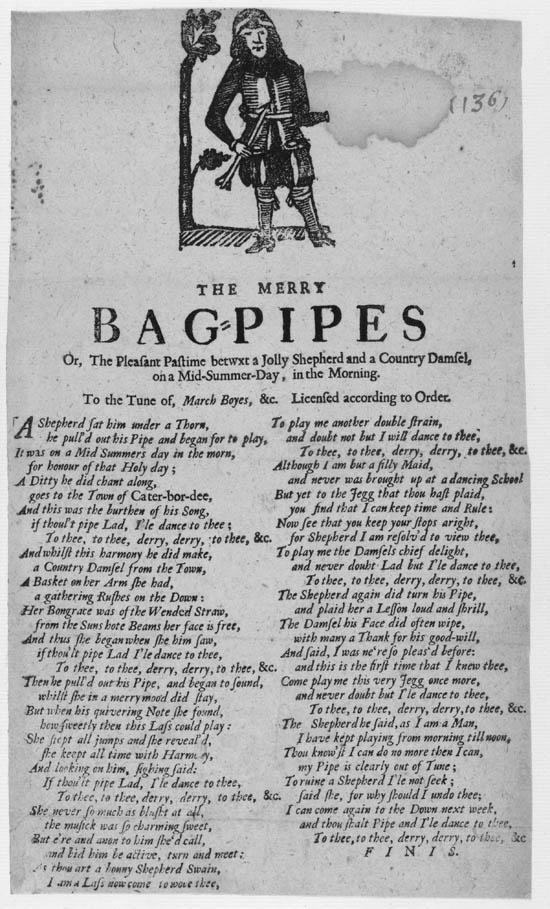 (136)
THE MERRY
BAG-PIPES
Or, The Pleasant Pastime betwxt a Jolly Shepherd and a Country Damsel,
on a Mid-Summer-Day, in the Morning.
To the Tune of, March Boyes, &c. Licensed according to Order.
A Shepherd sat him under a Thorn,
he pull'd out his Pipe and began for to play,
It was on a Mid Summers day in the morn,
for honour of that Holy day;
A Ditty he did chant along,
goes to the Town of Cater-bor-dee,
And this was the burthen of his Song,
if thou'lt pipe Lad, I'le dance to thee;
To thee, to thee, derry, derry, to thee, &c.
And whilst this harmony he did make,
a Country Damsel from the Town,
A Basket on her Arm she had,
a gathering Rushes on the Down:
Her Bongrace was of the Wended Straw,
from the Suns hote Beams her face is free,
And thus she began when she him saw,
if thou'lt pipe Lad I'le dance to thee,
To thee, to thee, derry, derry, to thee, &c.
Then he pull'd out his Pipe, and began to sound,
whilst she in a merry mood did stay,
But when his quivering Note she found,
how sweetly then this Lass could play:
She stept all jumps and she reveal'd,
she keept all time with Harmony,
And looking on him, sighing said:
If thou'lt pipe Lad, I'le dance to thee,
To thee, to thee, derry, derry, to thee, &c.
She never so much as blusht at all,
the musick was so charming sweet,
But e're and anon to him she'd call,
and bid him be active, turn and meet:
As thou art a bonny Shepherd Swain,
I am a Lass now come to wooe thee,
To play me another double strain,
and doubt not but I will dance to thee,
To thee, to thee, derry, derry, to thee, &c.
Although I am but a silly Maid,
and never was brought up at a dancing School
But yet to the Jegg that thou hast plaid,
you find that I can keep time and Rule:
Now see that you keep your stops aright,
for Shepherd I am resolv'd to view thee,
To play me the Damsels chief delight,
and never doubt Lad but I'le dance to thee,
To thee, to thee, derry, derry, to thee, &c.
The Shepherd again did turn his Pipe,
and plaid her a Lesson loud and shrill,
The Damsel his Face did often wipe,
with many a Thank for his good-will,
And said, I was ne're so pleas'd before:
and this is the first time that I knew thee,
Come play me this very Jegg once more,
and never doubt but I'le dance to thee,
To thee, to thee, derry, derry, to thee, &c.
The Shepherd he said, as I am a Man,
I have kept playing from morning till noon,
Thou know'st I can do no more then I can,
my Pipe is clearly out of Tune;
To ruine a Shepherd I'le not seek;
said she, for why should I undo thee;
I can come again to the Down next week,
and thou shalt Pipe and I'le dance to thee,
To thee, to thee, derry, derry, to thee, &c
FINIS.